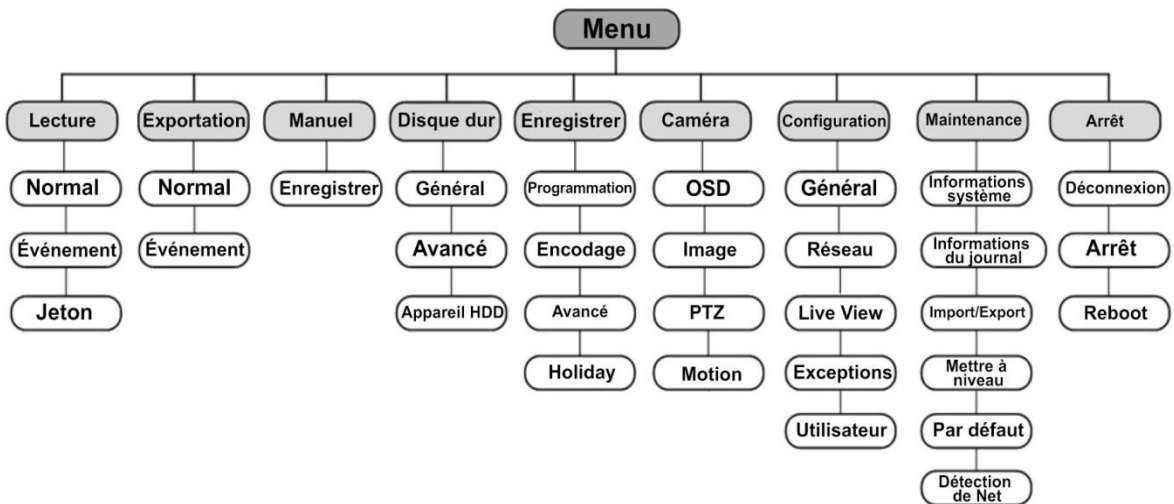 Menu
Lecture
Exportation
Manuel
Disque dur
Enregistrer
Caméra
Configuration
Maintenance
Arrêt
Normal
Normal
Enregistrer
Général
Programmation
OSD
Général
Informations
système
Déconnexion
Événement
Événement
Avancé
Encodage
Image
Réseau
Informations
du journal
Arrêt
Jeton
Appareil HDD
Avancé
PTZ
Live View
Import/Export
Reboot
Holiday
Motion
Exceptions
Mettre à
niveau
Utilisateur
Par défaut
Détection
de Net